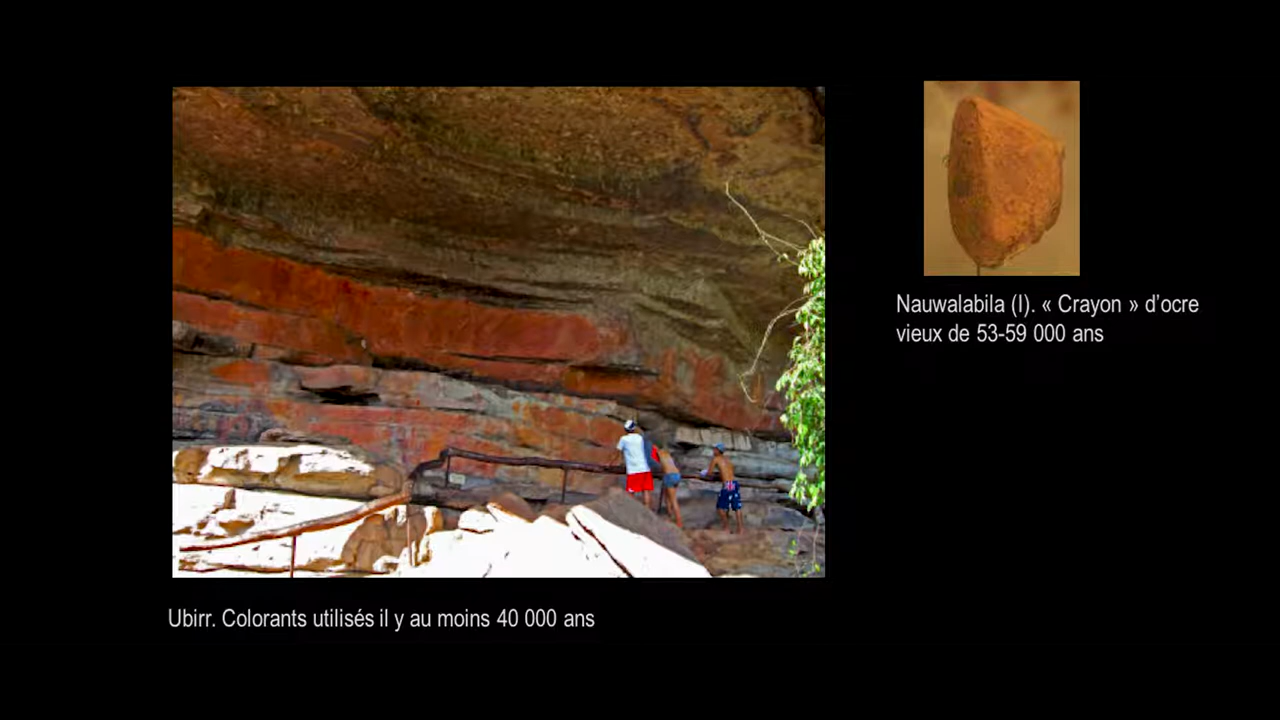 Nauwalabila (I). « Crayon » d’ocre
vieux de 53-59 000 ans
Ubirr. Colorants utilisés il y au moins 40 000 ans